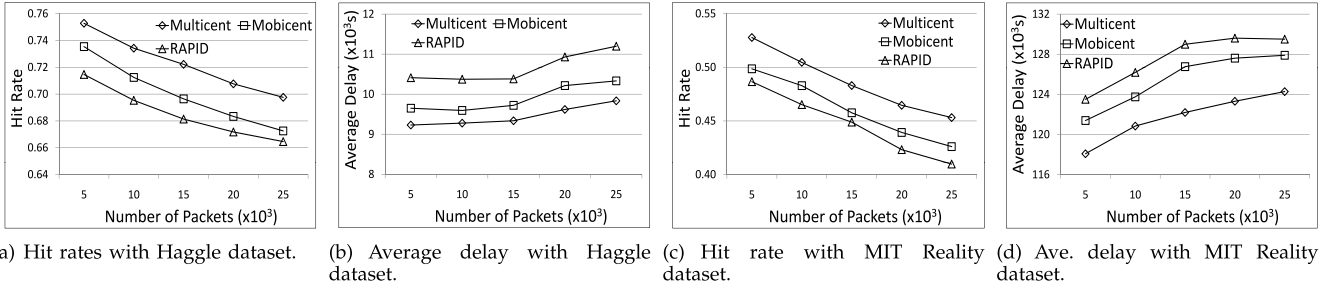 0.76
0.74
0.72
0.70
0.68
0.66
0.64
Hit Rate
Multicent
Mobicent
RAPID
5 10 15 20 25
Number of Packets (x10³)
12
11
10
9
8
Average Delay (x10³s)
Multicent
Mobicent
RAPID
5 10 15 20 25
Number of Packets (x10³)
0.55
0.50
0.45
0.40
Hit Rate
Multicent
Mobicent
RAPID
5 10 15 20 25
Number of Packets (x10³)
132
128
124
120
116
Average Delay (x10³s)
Multicent
Mobicent
RAPID
5 10 15 20 25
Number of Packets (x10³)
a) Hit rates with Haggle dataset.
(b) Average delay with Haggle
dataset.
(c) Hit rate with MIT Reality
dataset.
(d) Ave. delay with MIT Reality
dataset.